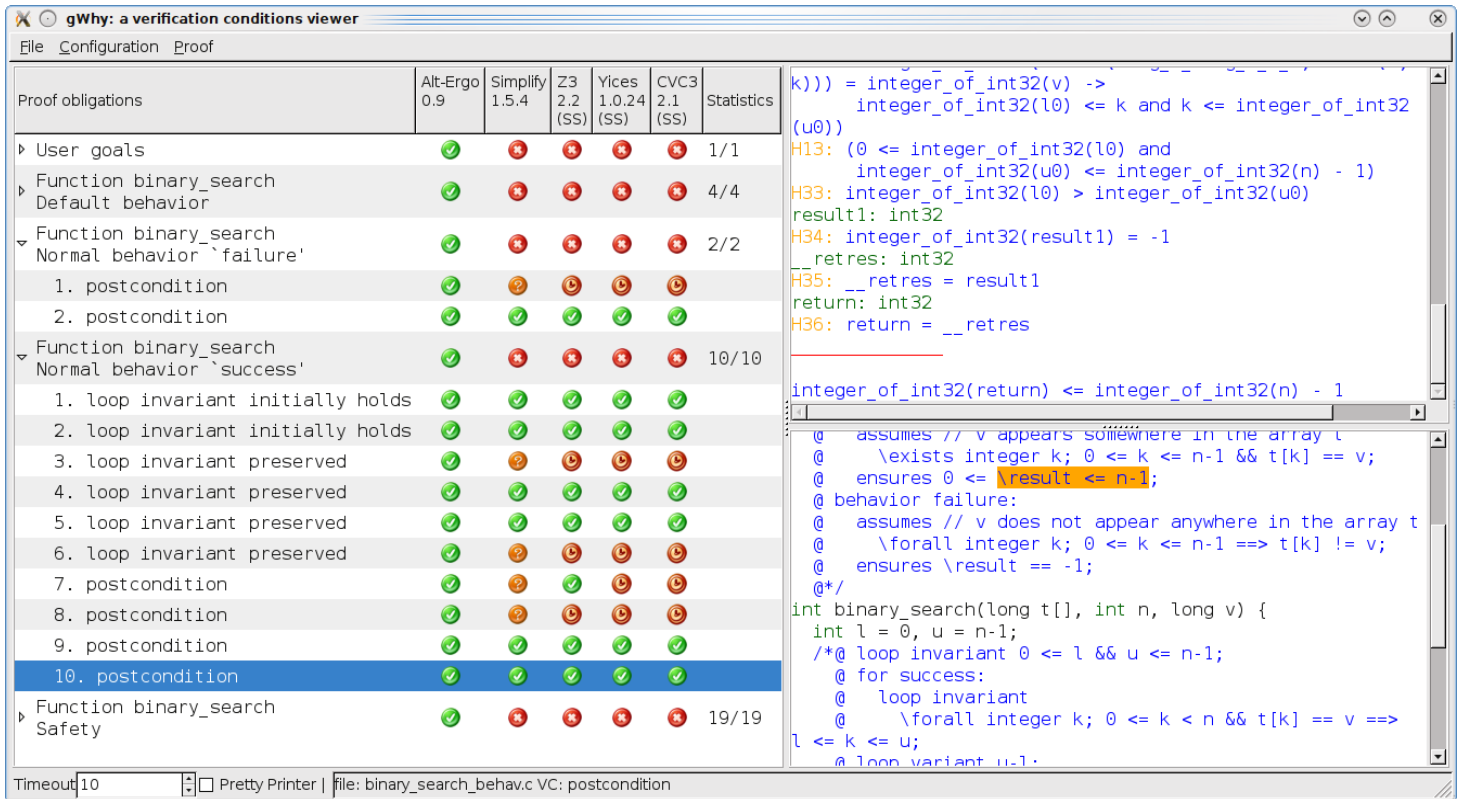 gWhy: a verification conditions viewer
File Configuration Proof
Proof obligations
Alt-Ergo 0.9
Simplify 1.5.4
Z3 2.2 (SS)
Yices 1.0.24 (SS)
CVC3 2.1 (SS)
Statistics
User goals 1/1
Function binary_search
Default behavior 4/4
Function binary_search
Normal behavior `failure' 2/2
1. postcondition
2. postcondition
Function binary_search
Normal behavior `success' 10/10
1. loop invariant initially holds
2. loop invariant initially holds
3. loop invariant preserved
4. loop invariant preserved
5. loop invariant preserved
6. loop invariant preserved
7. postcondition
8. postcondition
9. postcondition
10. postcondition
Function binary_search
Safety 19/19
k))) = integer_of_int32(v) ->
integer_of_int32(l0) <= k and k <= integer_of_int32
(u0))
H13: (0 <= integer_of_int32(l0) and
integer_of_int32(u0) <= integer_of_int32(n) - 1)
H33: integer_of_int32(l0) > integer_of_int32(u0)
result1: int32
H34: integer_of_int32(result1) = -1
__retres: int32
H35: __retres = result1
return: int32
H36: return = __retres
integer_of_int32(return) <= integer_of_int32(n) - 1
@ assumes // v appears somewhere in the array t
@ \exists integer k; 0 <= k <= n-1 && t[k] == v;
@ ensures 0 <= \result <= n-1;
@ behavior failure:
@ assumes // v does not appear anywhere in the array t
@ \forall integer k; 0 <= k <= n-1 ==> t[k] != v;
@ ensures \result == -1;
@*/
int binary_search(long t[], int n, long v) {
int l = 0, u = n-1;
/*@ loop invariant 0 <= l && u <= n-1;
@ for success:
@ loop invariant
@ \forall integer k; 0 <= k < n && t[k] == v ==>
l <= k <= u;
@ loop variant u-l;
Timeout 10 Pretty Printer | file: binary_search_behav.c VC: postcondition